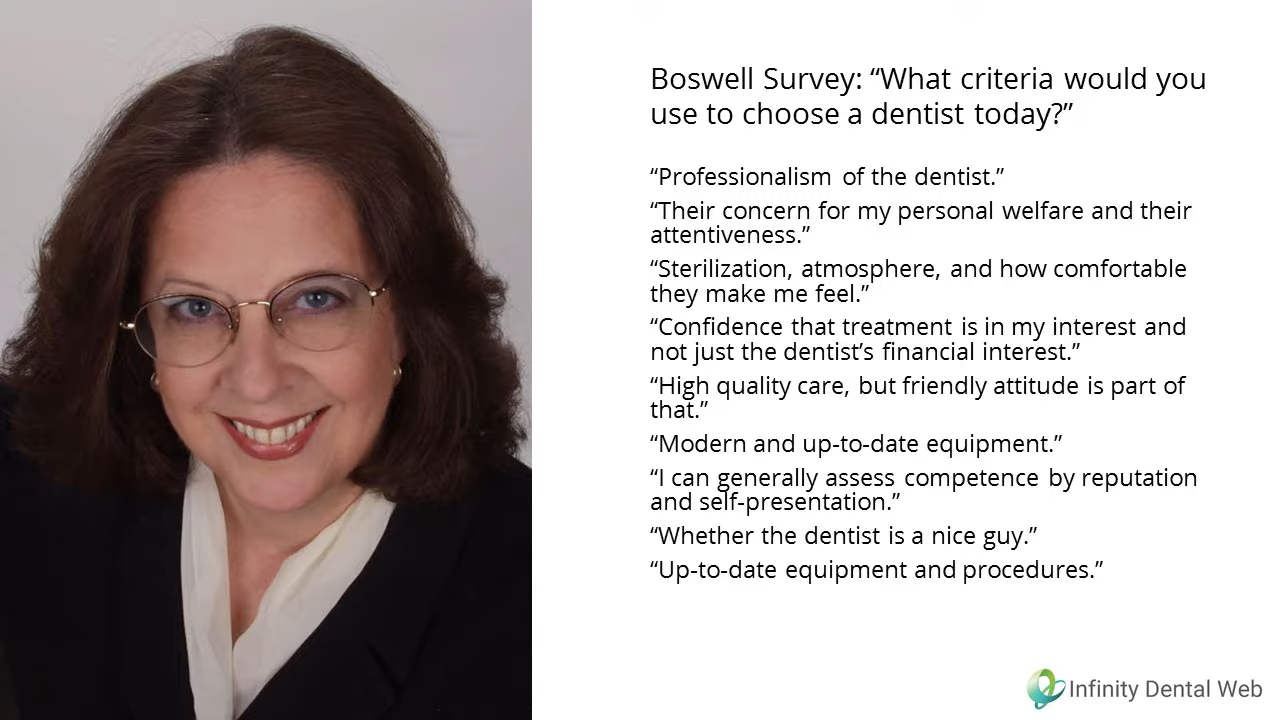 Boswell Survey: “What criteria would you
use to choose a dentist today?”
“Professionalism of the dentist.”
“Their concern for my personal welfare and their
attentiveness.”
“Sterilization, atmosphere, and how comfortable
they make me feel.”
“Confidence that treatment is in my interest and
not just the dentist’s financial interest.”
“High quality care, but friendly attitude is part of
that.”
“Modern and up-to-date equipment.”
“I can generally assess competence by reputation
and self-presentation.”
“Whether the dentist is a nice guy.”
“Up-to-date equipment and procedures.”
Infinity Dental Web